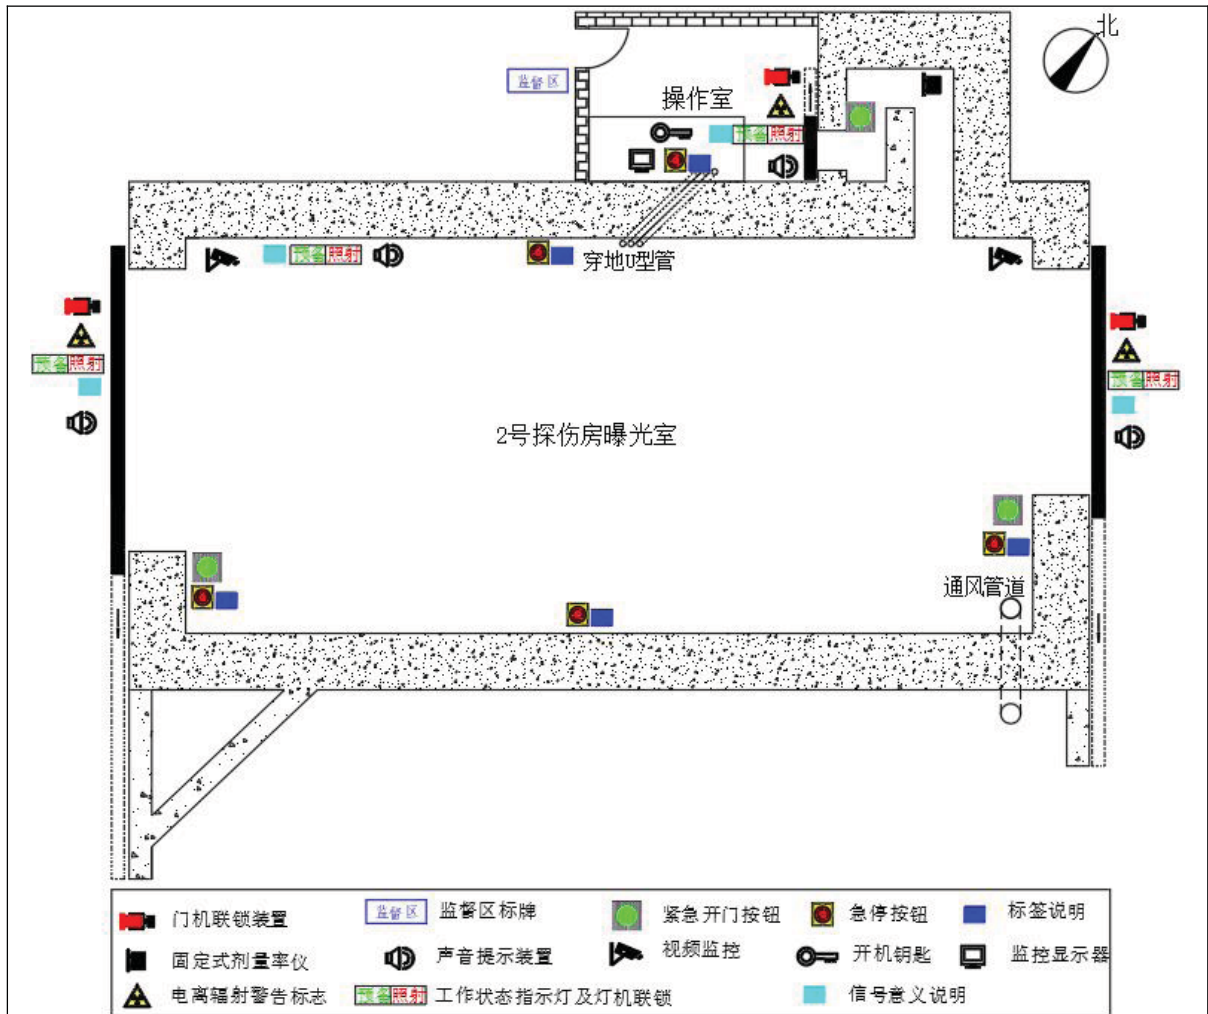 北
监督区
操作室
预备 照射
穿地U型管
预备 照射
预备 照射
预备 照射
2号探伤房曝光室
通风管道
门机联锁装置
监督区 监督区标牌
紧急开门按钮
急停按钮
标签说明
固定式剂量率仪
声音提示装置
视频监控
开机钥匙
监控显示器
电离辐射警告标志
预备 照射 工作状态指示灯及灯机联锁
信号意义说明